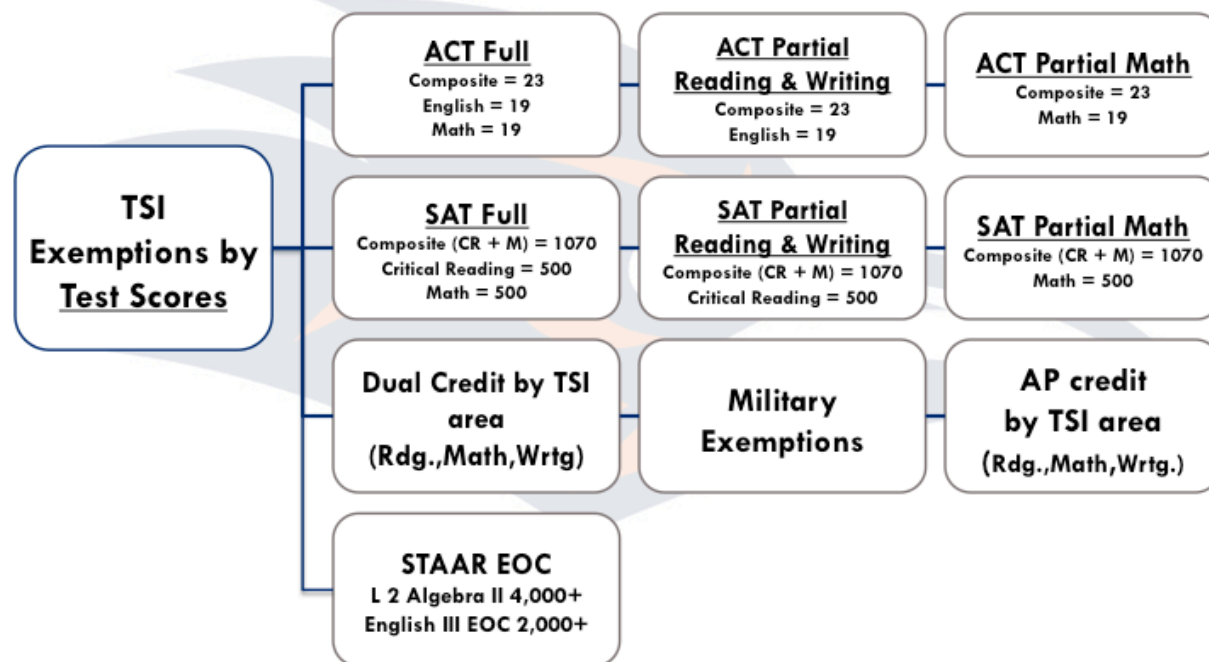 TSI
Exemptions by
Test Scores
ACT Full
Composite = 23
English = 19
Math = 19
ACT Partial
Reading & Writing
Composite = 23
English = 19
ACT Partial Math
Composite = 23
Math = 19
SAT Full
Composite (CR + M) = 1070
Critical Reading = 500
Math = 500
SAT Partial
Reading & Writing
Composite (CR + M) = 1070
Critical Reading = 500
SAT Partial Math
Composite (CR + M) = 1070
Math = 500
Dual Credit by TSI
area
(Rdg.,Math,Wrtg)
Military
Exemptions
AP credit
by TSI area
(Rdg.,Math,Wrtg.)
STAAR EOC
L 2 Algebra II 4,000+
English III EOC 2,000+